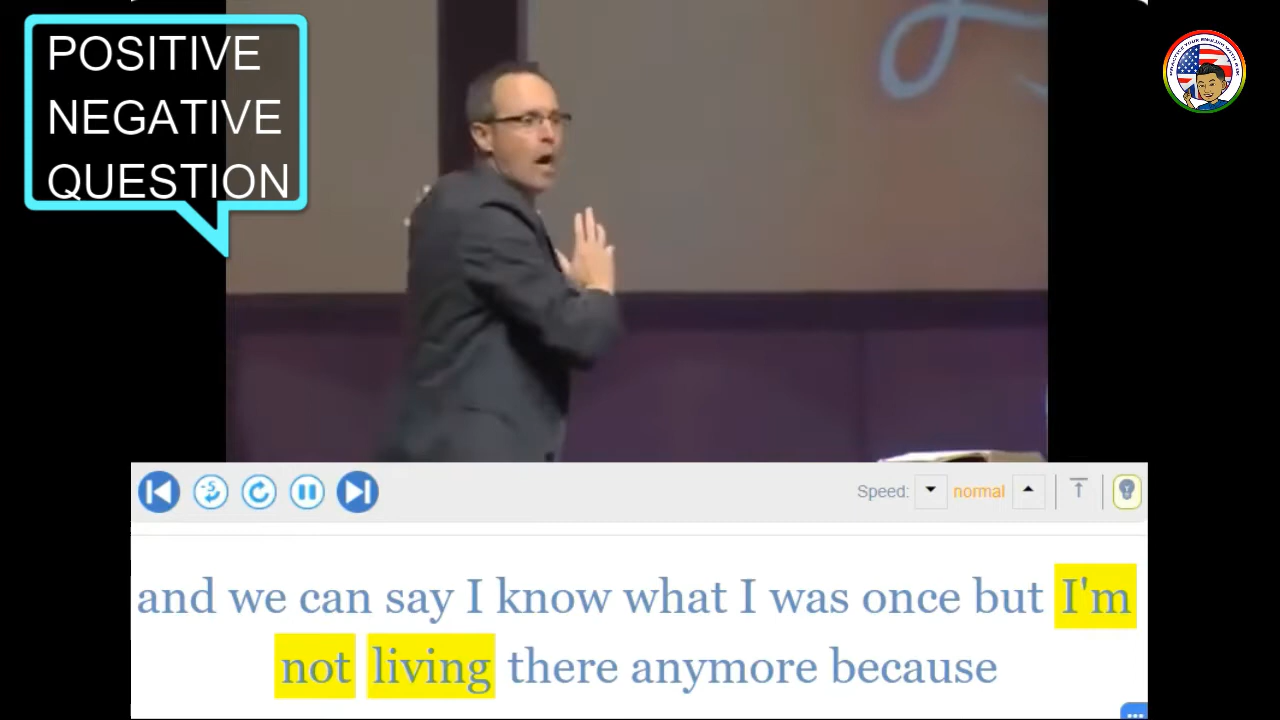 POSITIVE
NEGATIVE
QUESTION
-5
Speed:
normal
and we can say I know what I was once but I'm
not living there anymore because